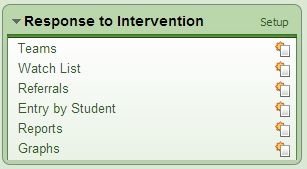 Response to Intervention Setup
Teams
Watch List
Referrals
Entry by Student
Reports
Graphs